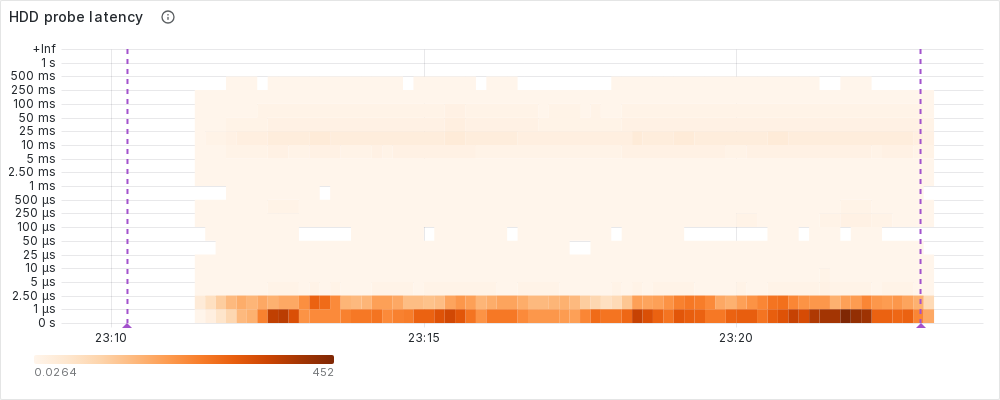 HDD probe latency
+Inf
1 s
500 ms
250 ms
100 ms
50 ms
25 ms
10 ms
5 ms
2.50 ms
1 ms
500 µs
250 µs
100 µs
50 µs
25 µs
10 µs
5 µs
2.50 µs
1 µs
0 s
23:10 23:15 23:20
0.0264 452